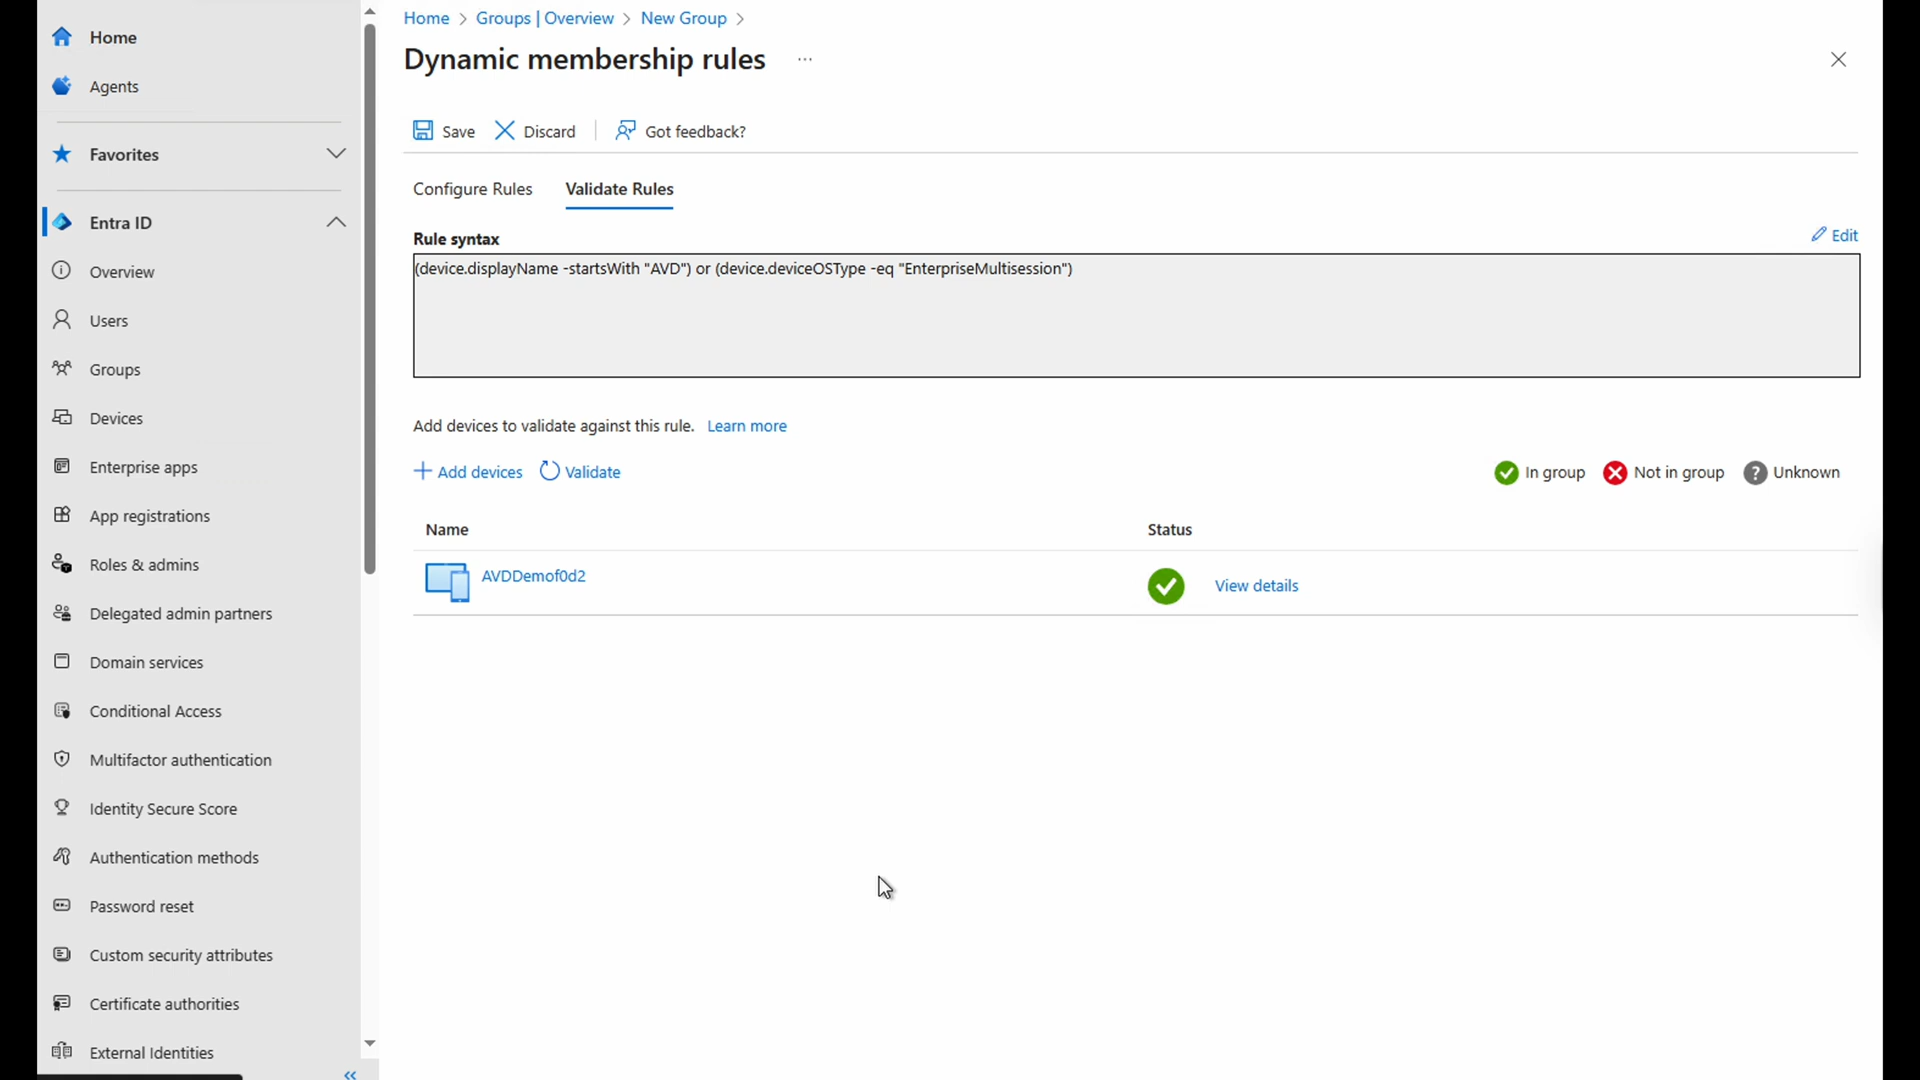 Home
Agents
Favorites
Entra ID
Overview
Users
Groups
Devices
Enterprise apps
App registrations
Roles & admins
Delegated admin partners
Domain services
Conditional Access
Multifactor authentication
Identity Secure Score
Authentication methods
Password reset
Custom security attributes
Certificate authorities
External Identities
Home > Groups | Overview > New Group >
Dynamic membership rules ...
Save Discard | Got feedback?
Configure Rules Validate Rules
Rule syntax
Edit
(device.displayName -startsWith "AVD") or (device.deviceOSType -eq "EnterpriseMultisession")
Add devices to validate against this rule. Learn more
+ Add devices Validate
In group Not in group ? Unknown
Name Status
AVDDemof0d2 View details